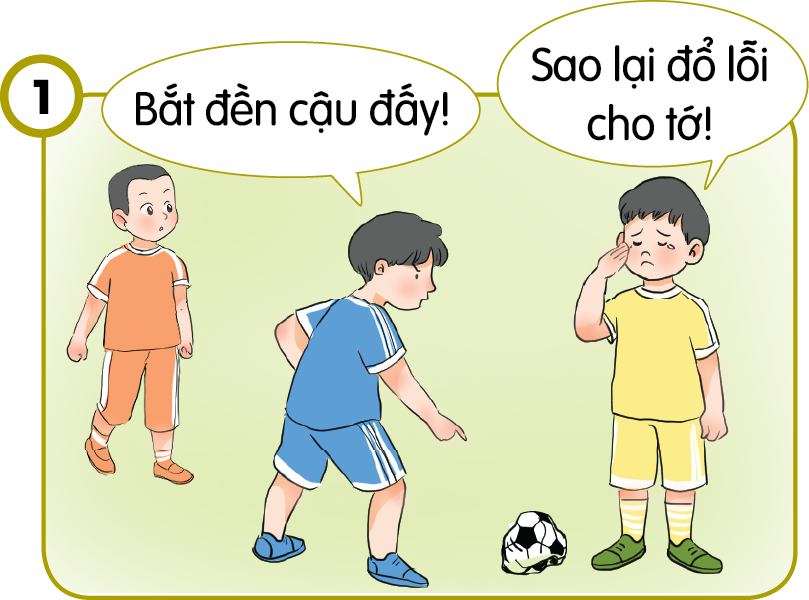 1
Bắt đền cậu đấy!
Sao lại đổ lỗi
cho tớ!